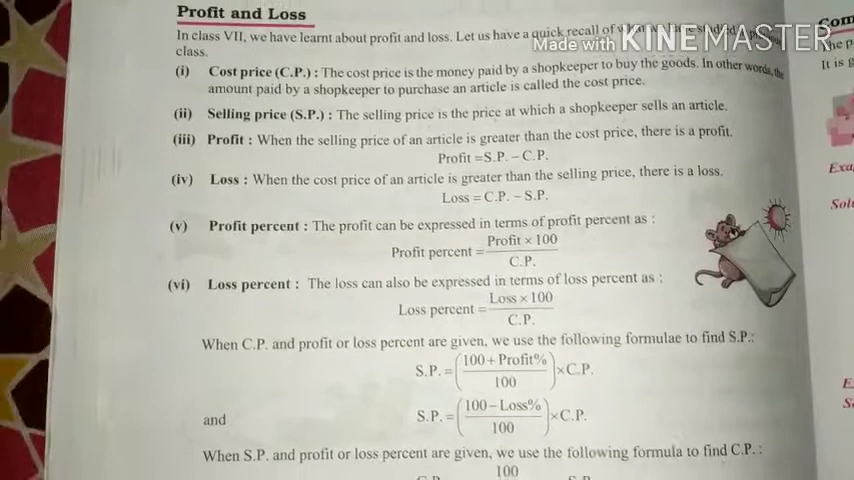 Profit and Loss
In class VII, we have learnt about profit and loss. Let us have a quick recall of
class.
Made with KINEMASTER
(i) Cost price (C.P.) : The cost price is the money paid by a shopkeeper to buy the goods. In other words, the
amount paid by a shopkeeper to purchase an article is called the cost price.
(ii) Selling price (S.P.) : The selling price is the price at which a shopkeeper sells an article.
(iii) Profit : When the selling price of an article is greater than the cost price, there is a profit.
Profit =S.P. – C.P.
(iv) Loss : When the cost price of an article is greater than the selling price, there is a loss.
Loss = C.P. – S.P.
(v) Profit percent : The profit can be expressed in terms of profit percent as :
Profit percent = Profit × 100
C.P.
(vi) Loss percent : The loss can also be expressed in terms of loss percent as :
Loss percent = Loss × 100
C.P.
When C.P. and profit or loss percent are given, we use the following formulae to find S.P.:
S.P. = (100 + Profit% / 100) × C.P.
and S.P. = (100 – Loss% / 100) × C.P.
When S.P. and profit or loss percent are given, we use the following formula to find C.P. :
100
Com
The p
It is g
Exa
Solu
E
S